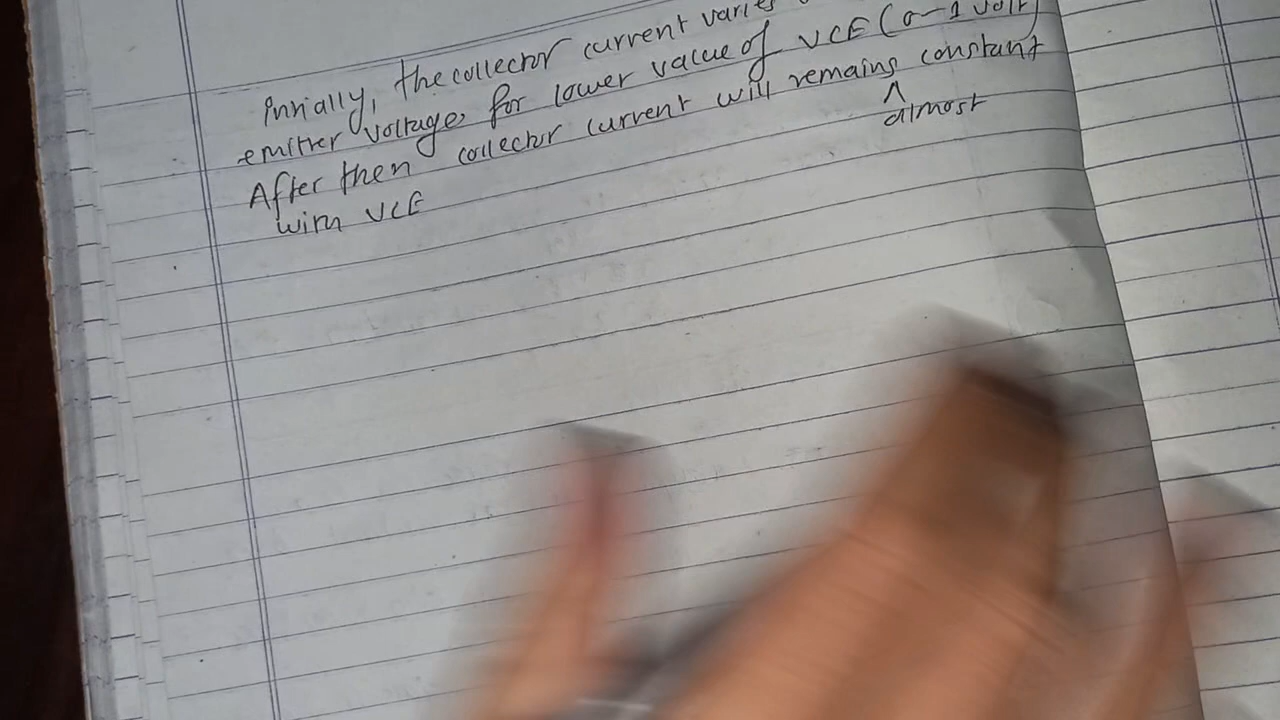 Initially, the collector current varies
emitter voltage, for lower value of VCE (0-1 volt)
After then collector current will remains constant
almost
with VCE